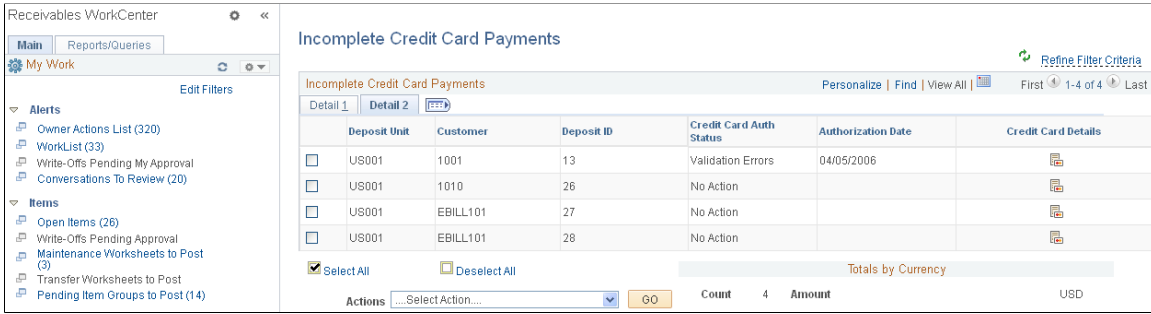 Receivables WorkCenter
Main Reports/Queries
My Work
Edit Filters
Alerts
Owner Actions List (320)
WorkList (33)
Write-Offs Pending My Approval
Conversations To Review (20)
Items
Open Items (26)
Write-Offs Pending Approval
Maintenance Worksheets to Post
(3)
Transfer Worksheets to Post
Pending Item Groups to Post (14)
Incomplete Credit Card Payments
Refine Filter Criteria
Incomplete Credit Card Payments Personalize | Find | View All | First 1-4 of 4 Last
Detail 1 Detail 2
Deposit Unit Customer Deposit ID Credit Card Auth Status Authorization Date Credit Card Details
US001 1001 13 Validation Errors 04/05/2006
US001 1010 26 No Action
US001 EBILL101 27 No Action
US001 EBILL101 28 No Action
Select All Deselect All Totals by Currency
Actions ....Select Action.... GO Count 4 Amount USD